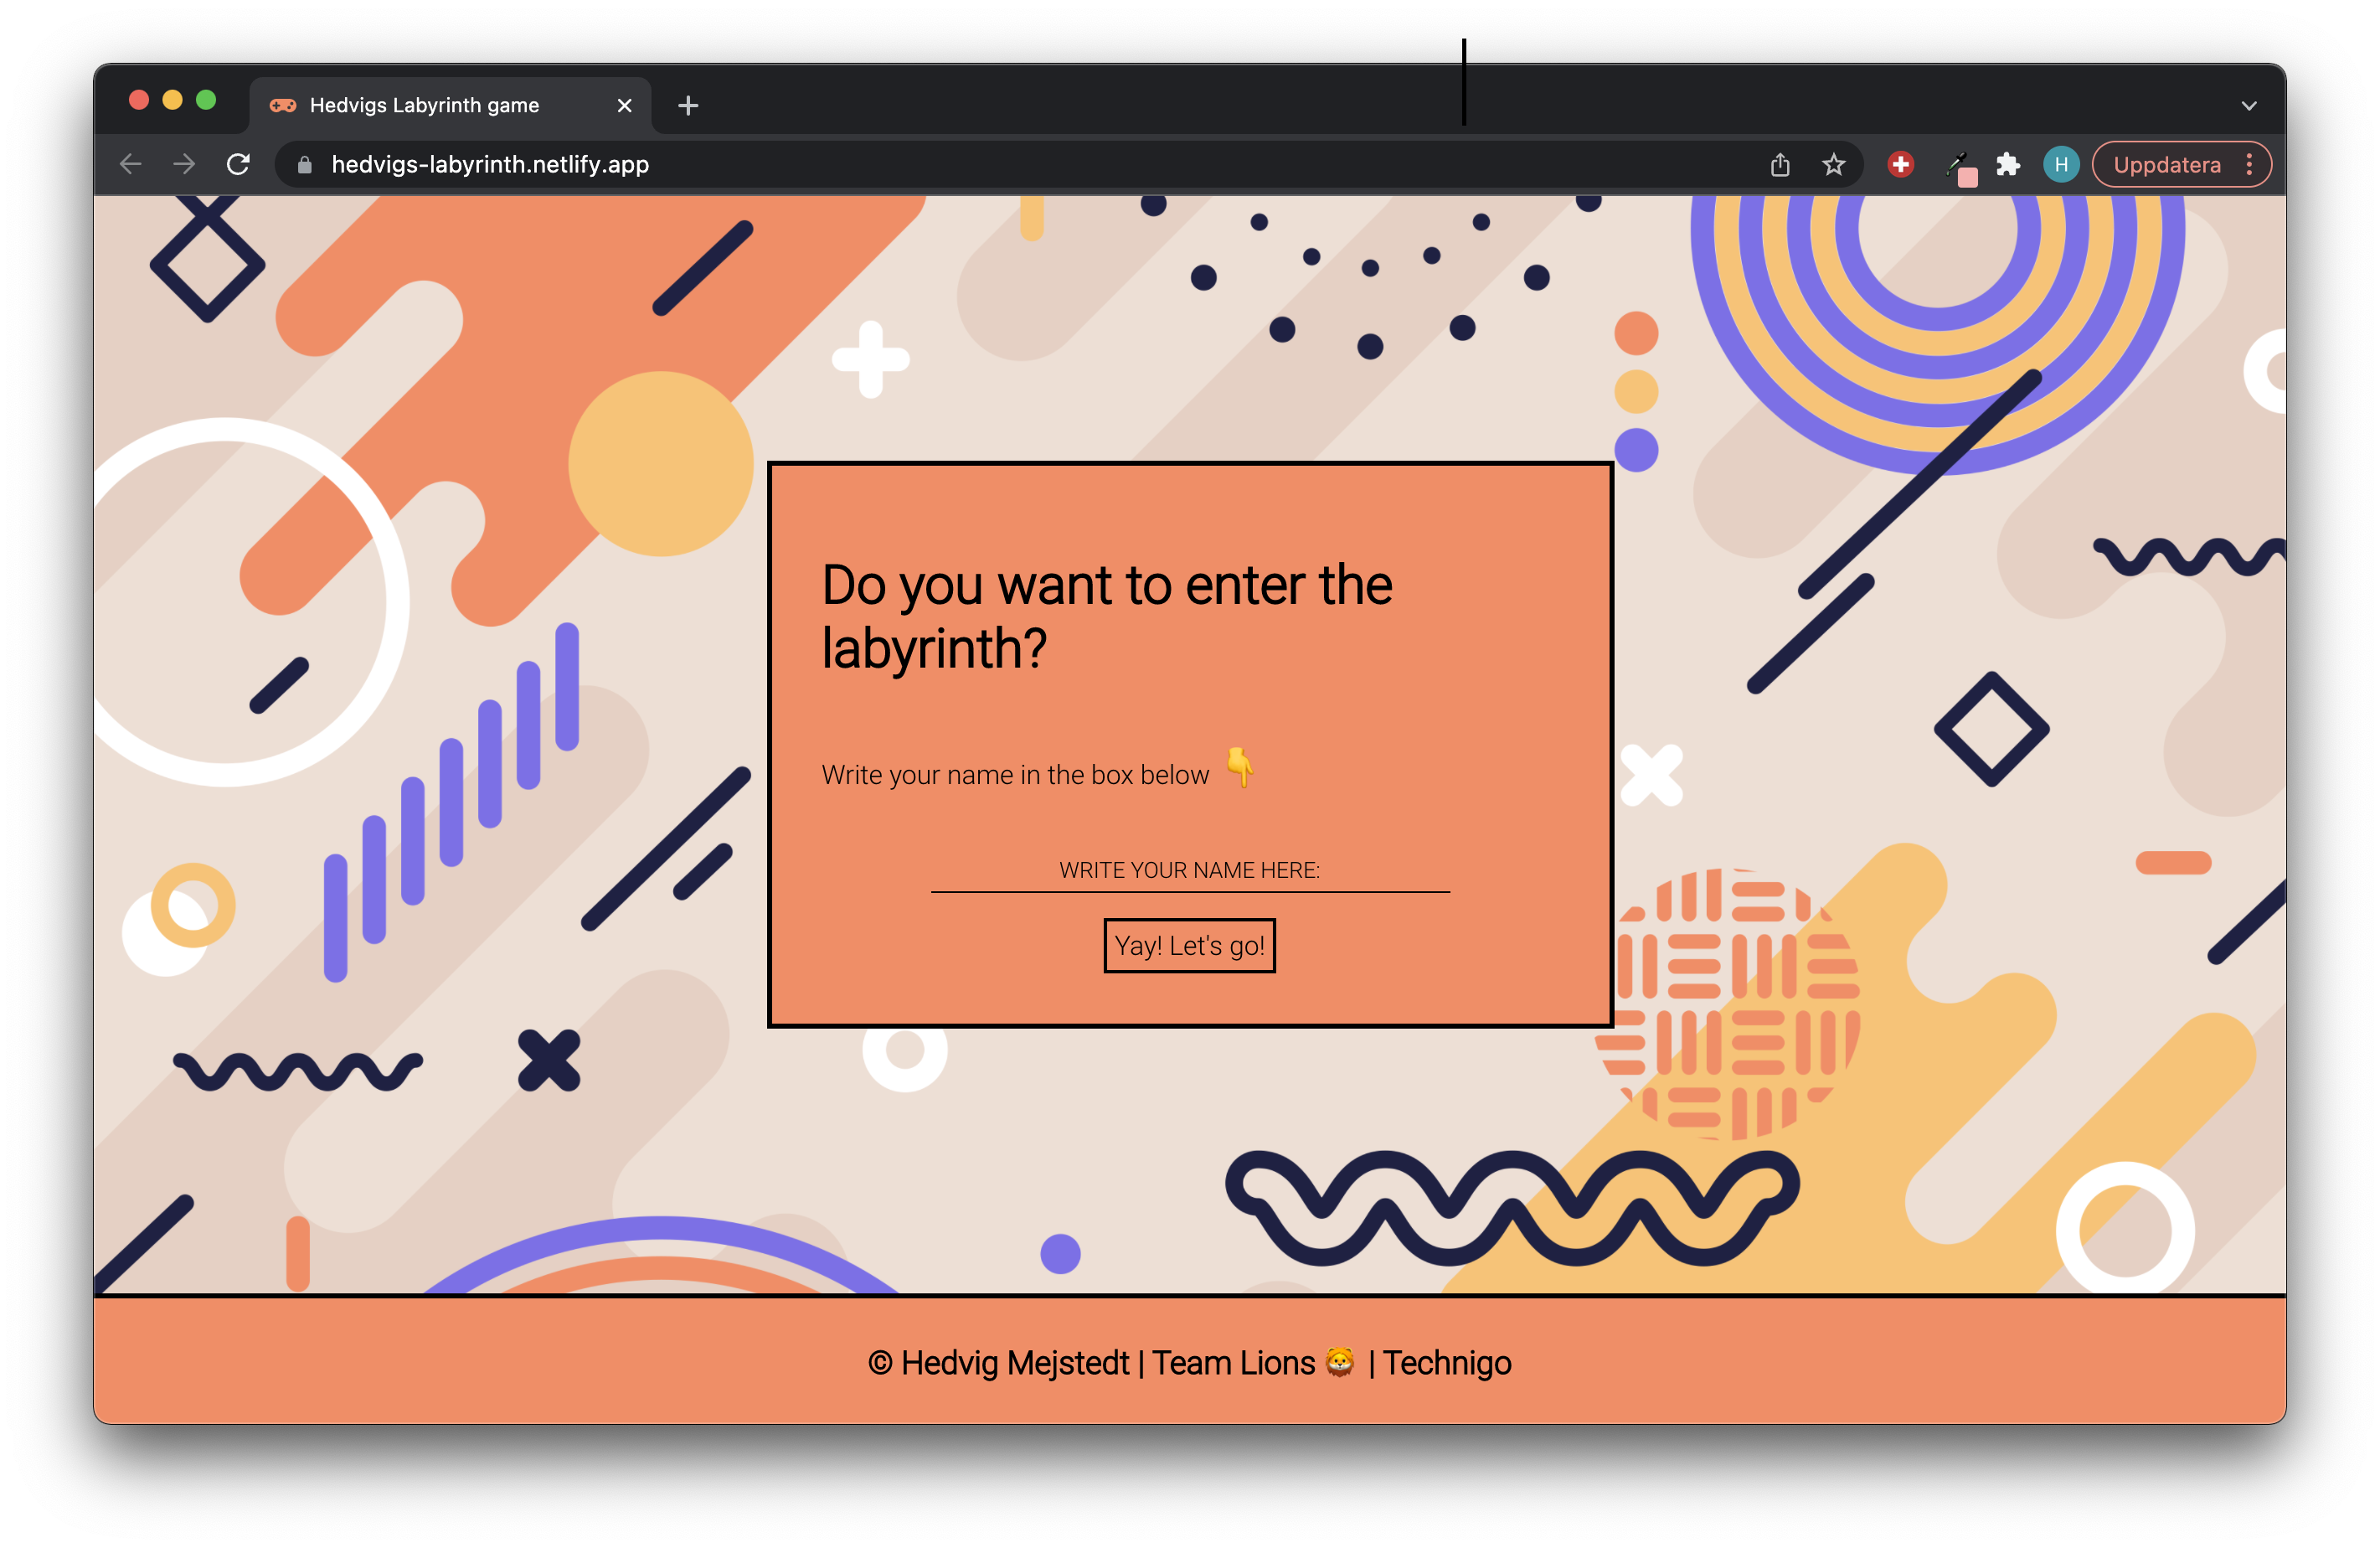 Hedvigs Labyrinth game
hedvigs-labyrinth.netlify.app
H
Uppdatera
Do you want to enter the
labyrinth?
Write your name in the box below 👇
WRITE YOUR NAME HERE:
Yay! Let's go!
© Hedvig Mejstedt | Team Lions 🦁 | Technigo